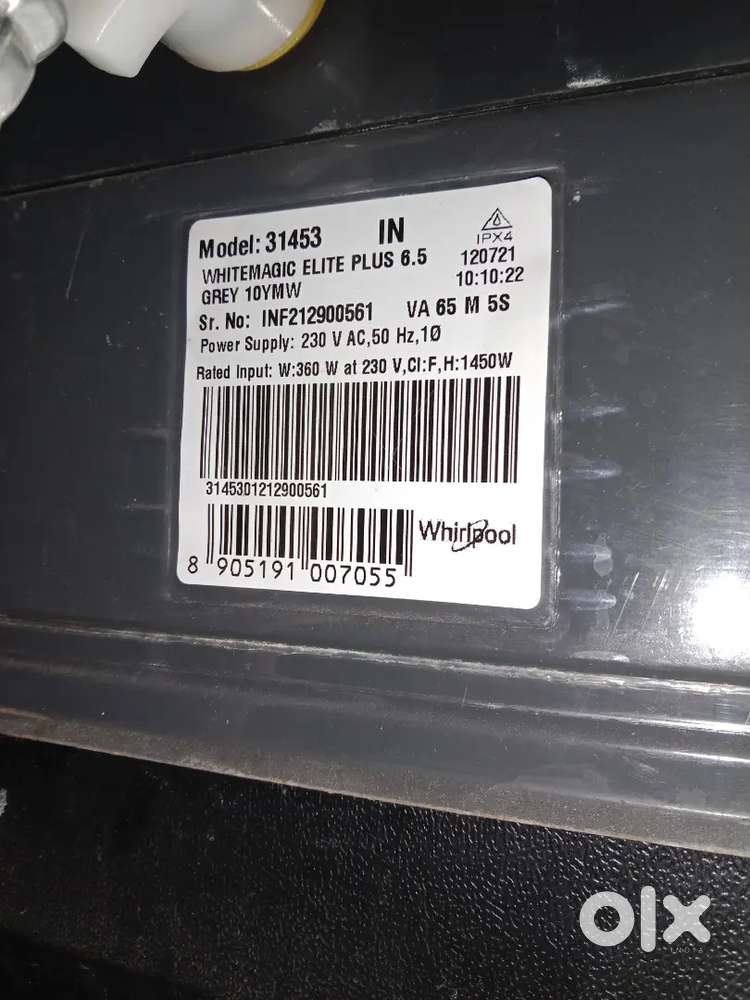 Model: 31453 IN
IPX4
WHITEMAGIC ELITE PLUS 6.5 120721
GREY 10YMW 10:10:22
Sr. No: INF212900561 VA 65 M 5S
Power Supply: 230 V AC,50 Hz,1Ø
Rated Input: W:360 W at 230 V,Cl:F,H:1450W
3145301212900561
Whirlpool
8 905191 007055
olx